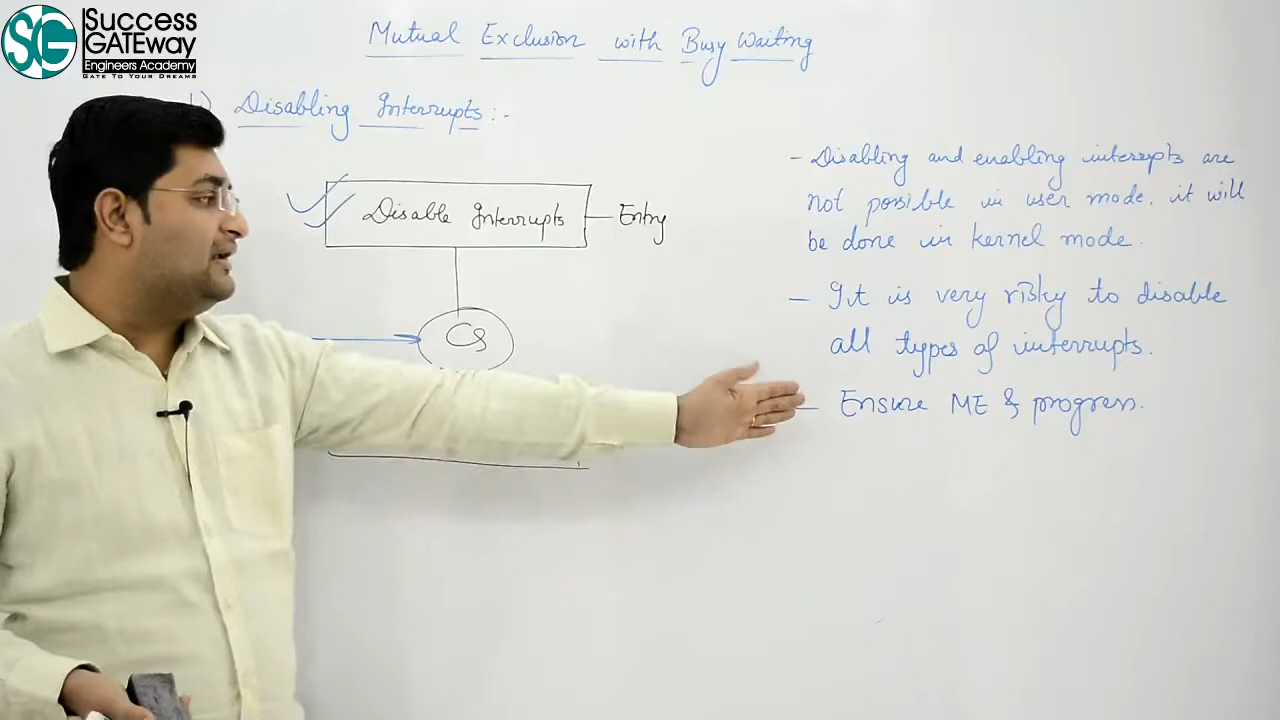 Success
GATEway
Engineers Academy
GATE TO YOUR DREAMS
SG
Mutual Exclusion with Busy Waiting
1) Disabling Interrupts :-
Disable Interrupts — Entry
CS
- Disabling and enabling interrupts are
not possible in user mode. it will
be done in kernel mode.
— It is very risky to disable
all types of interrupts.
— Ensure ME & progress.